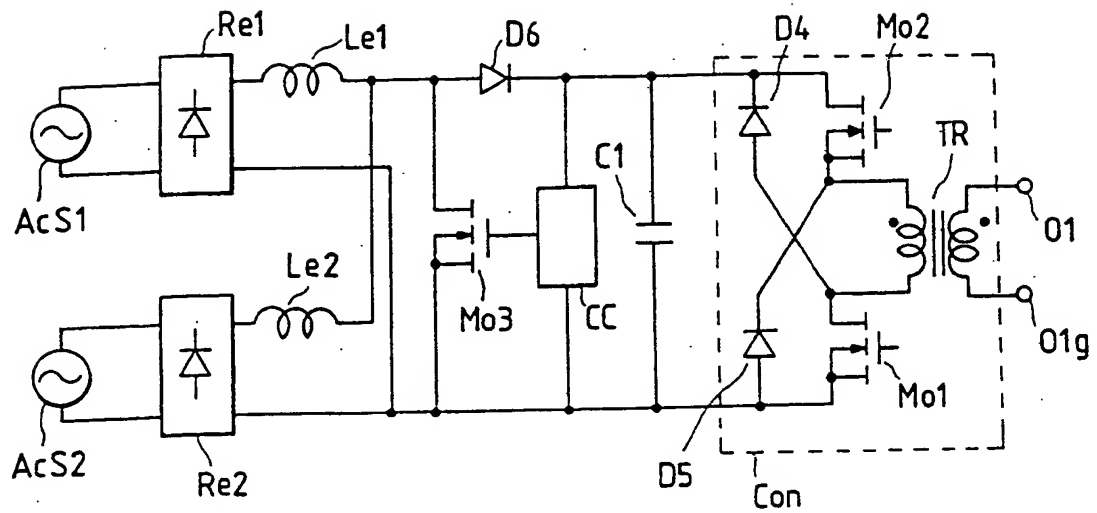 Re1
Le1
D6
D4
Mo2
TR
C1
AcS1
O1
Le2
Mo3
CC
O1g
Mo1
AcS2
Re2
D5
Con